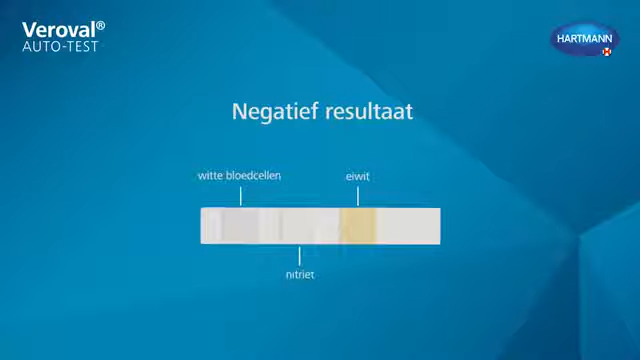 Veroval®
AUTO-TEST
HARTMANN
Negatief resultaat
witte bloedcellen
eiwit
nitriet